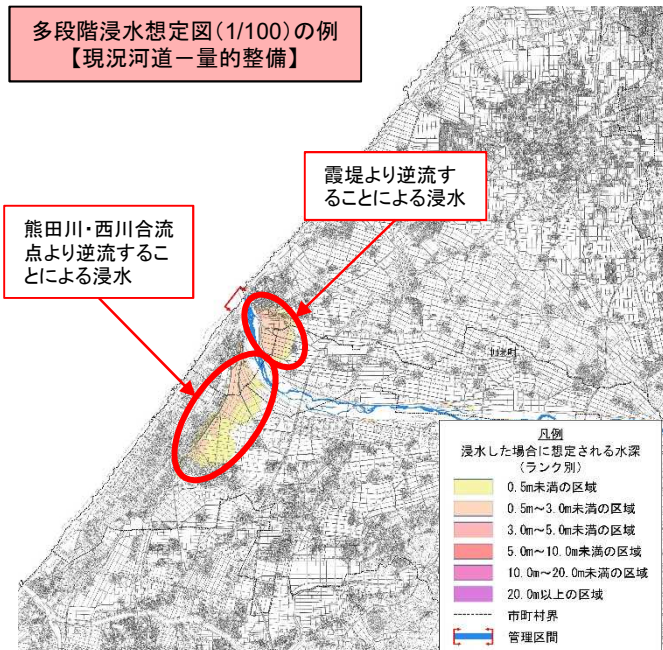 多段階浸水想定図(1/100)の例
【現況河道－量的整備】
霞堤より逆流す
ることによる浸水
熊田川・西川合流
点より逆流するこ
とによる浸水
凡例
浸水した場合に想定される水深
(ランク別)
0.5m未満の区域
0.5m～3.0m未満の区域
3.0m～5.0m未満の区域
5.0m～10.0m未満の区域
10.0m～20.0m未満の区域
20.0m以上の区域
市町村界
管理区間